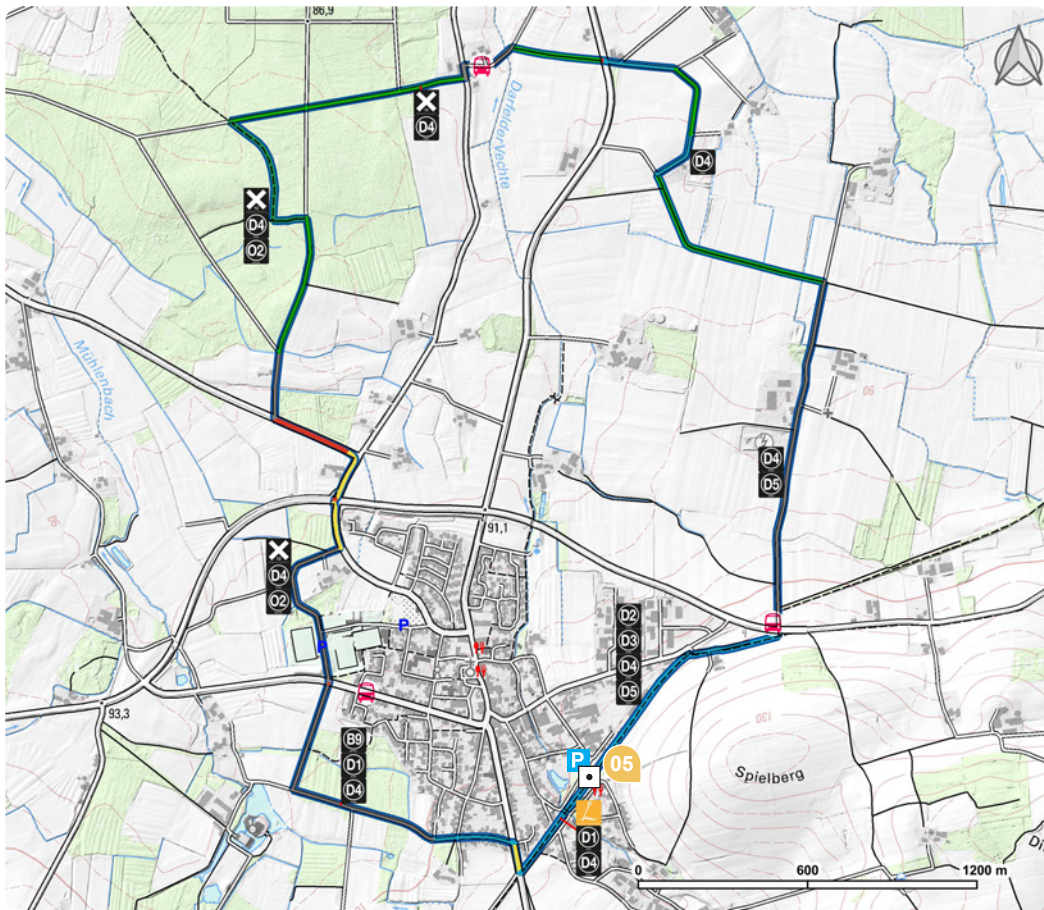 86,9
Darfelder Vechte
D4
D4
D4
O2
Mühlenbach
90
D4
D5
91,1
90
D4
O2
P
P
D2
D3
D4
D5
93,3
B9
D1
D4
P
05
130
Spielberg
D1
D4
0 600 1200 m